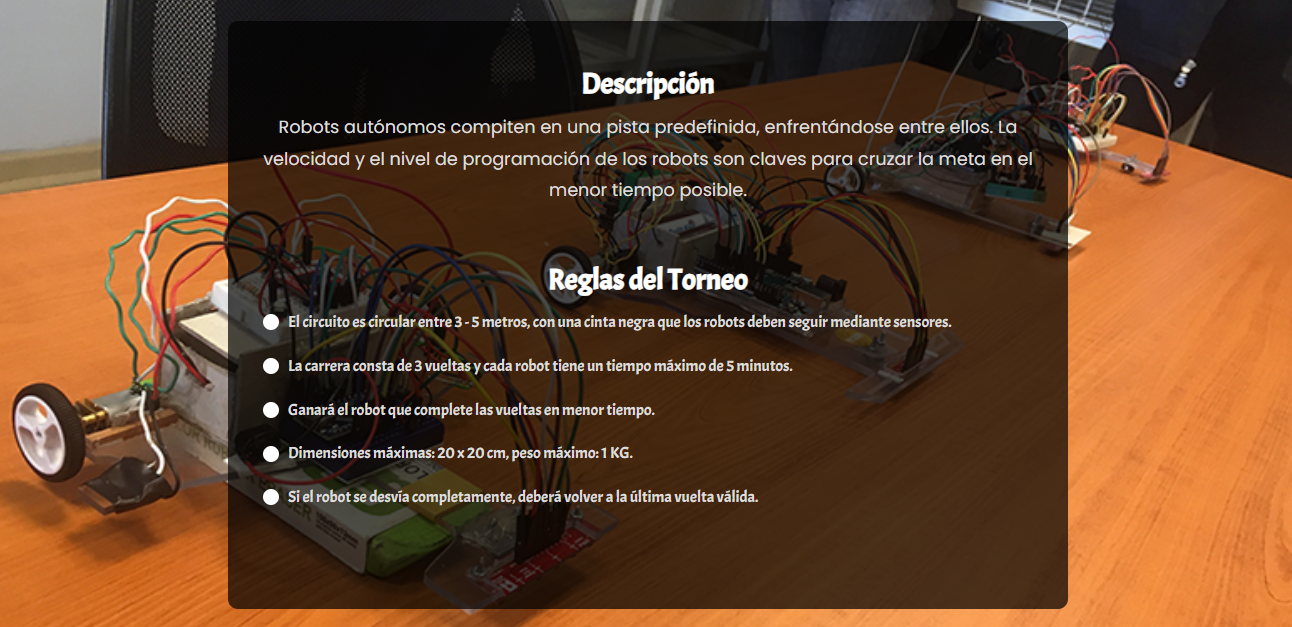 Descripción
Robots autónomos compiten en una pista predefinida, enfrentándose entre ellos. La
velocidad y el nivel de programación de los robots son claves para cruzar la meta en el
menor tiempo posible.
Reglas del Torneo
El circuito es circular entre 3 - 5 metros, con una cinta negra que los robots deben seguir mediante sensores.
La carrera consta de 3 vueltas y cada robot tiene un tiempo máximo de 5 minutos.
Ganará el robot que complete las vueltas en menor tiempo.
Dimensiones máximas: 20 x 20 cm, peso máximo: 1 KG.
Si el robot se desvía completamente, deberá volver a la última vuelta válida.